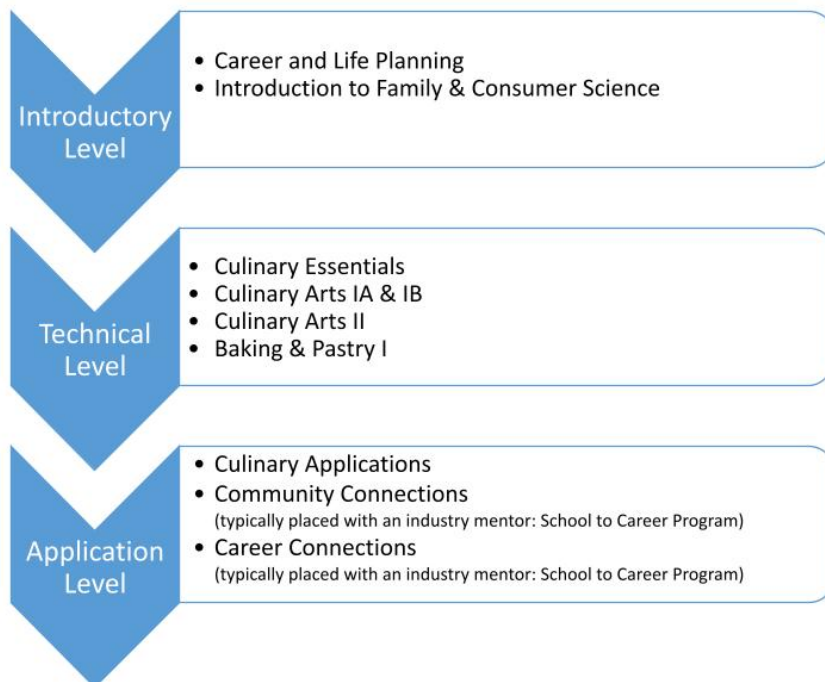 Introductory
Level
• Career and Life Planning
• Introduction to Family & Consumer Science
Technical
Level
• Culinary Essentials
• Culinary Arts IA & IB
• Culinary Arts II
• Baking & Pastry I
Application
Level
• Culinary Applications
• Community Connections
(typically placed with an industry mentor: School to Career Program)
• Career Connections
(typically placed with an industry mentor: School to Career Program)